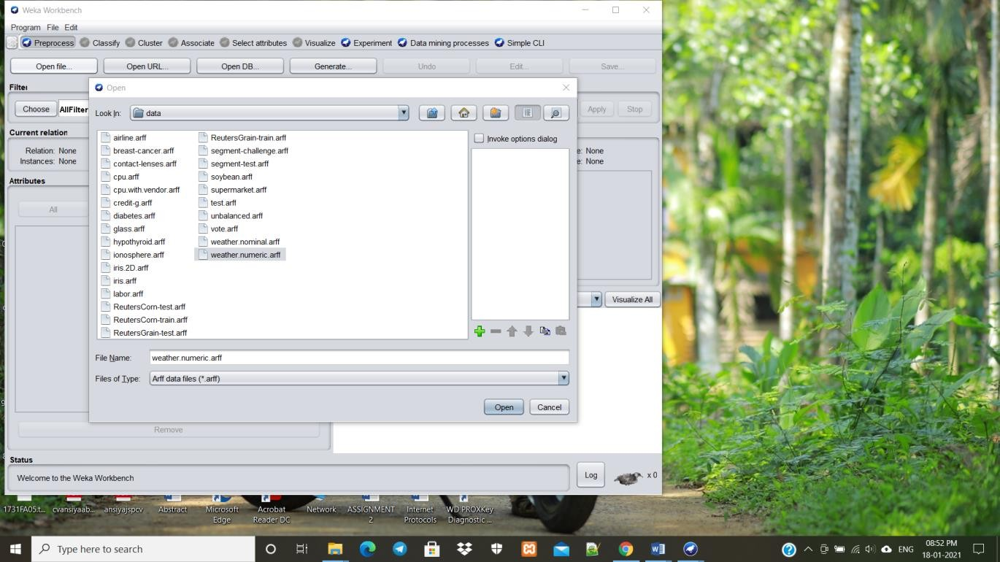 Weka Workbench
Program File Edit
Preprocess Classify Cluster Associate Select attributes Visualize Experiment Data mining processes Simple CLI
Open file... Open URL... Open DB... Generate... Undo Edit... Save...
Filter
Choose AllFilter Apply Stop
Open
Look In: data
Invoke options dialog
airline.arff
breast-cancer.arff
contact-lenses.arff
cpu.arff
cpu.with.vendor.arff
credit-g.arff
diabetes.arff
glass.arff
hypothyroid.arff
ionosphere.arff
iris.2D.arff
iris.arff
labor.arff
ReutersCorn-test.arff
ReutersCorn-train.arff
ReutersGrain-test.arff
ReutersGrain-train.arff
segment-challenge.arff
segment-test.arff
soybean.arff
supermarket.arff
test.arff
unbalanced.arff
vote.arff
weather.nominal.arff
weather.numeric.arff
File Name: weather.numeric.arff
Files of Type: Arff data files (*.arff)
Open Cancel
Current relation
Relation: None
Instances: None
e: None
e: None
Attributes
All
Visualize All
Remove
Status
Welcome to the Weka Workbench
Log x 0
1731FA05.t... cvansiyaab... ansiyajspcv Abstract Microsoft Edge Acrobat Reader DC Network ASSIGNMENT 2 Internet Protocols WD PROXKey Diagnostic ...
Type here to search
ENG
08:52 PM
18-01-2021